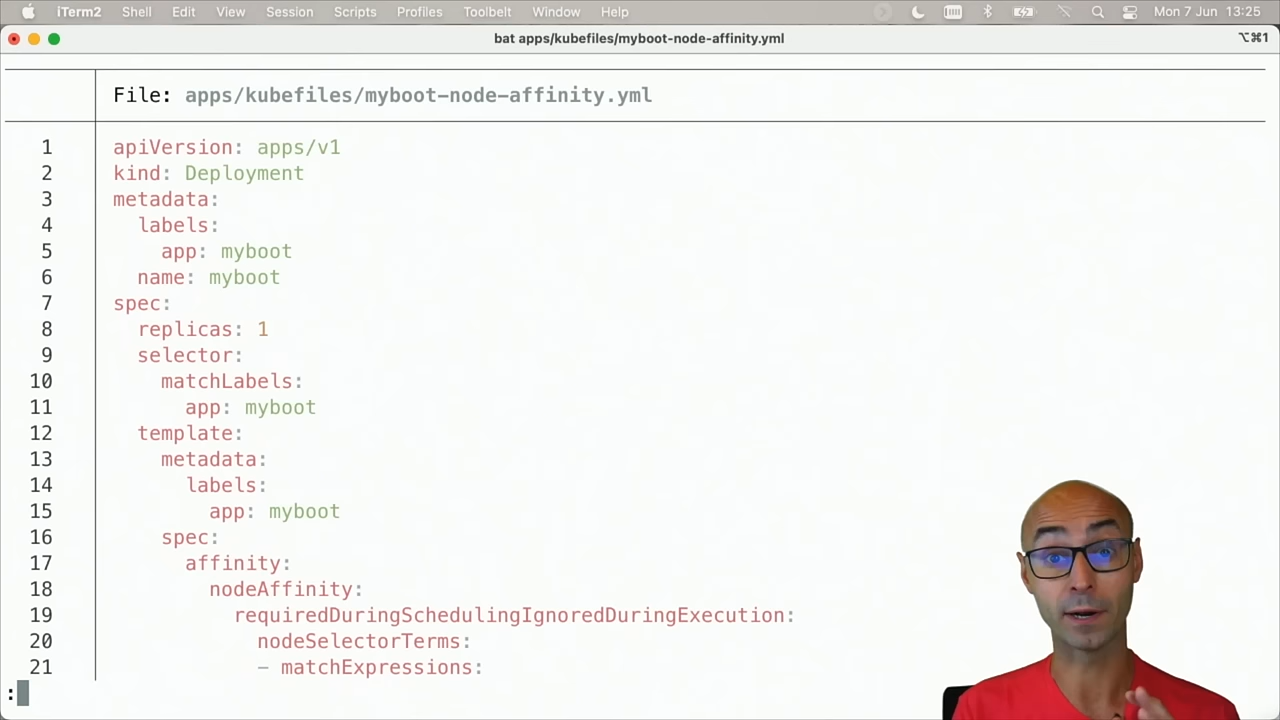 iTerm2 Shell Edit View Session Scripts Profiles Toolbelt Window Help Mon 7 Jun 13:25
bat apps/kubefiles/myboot-node-affinity.yml ⌥⌘1
File: apps/kubefiles/myboot-node-affinity.yml
1 apiVersion: apps/v1
2 kind: Deployment
3 metadata:
4 labels:
5 app: myboot
6 name: myboot
7 spec:
8 replicas: 1
9 selector:
10 matchLabels:
11 app: myboot
12 template:
13 metadata:
14 labels:
15 app: myboot
16 spec:
17 affinity:
18 nodeAffinity:
19 requiredDuringSchedulingIgnoredDuringExecution:
20 nodeSelectorTerms:
21 - matchExpressions:
: